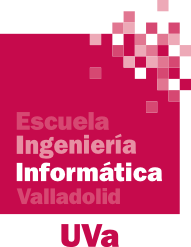 Escuela
Ingeniería
Informática
Valladolid
UVa